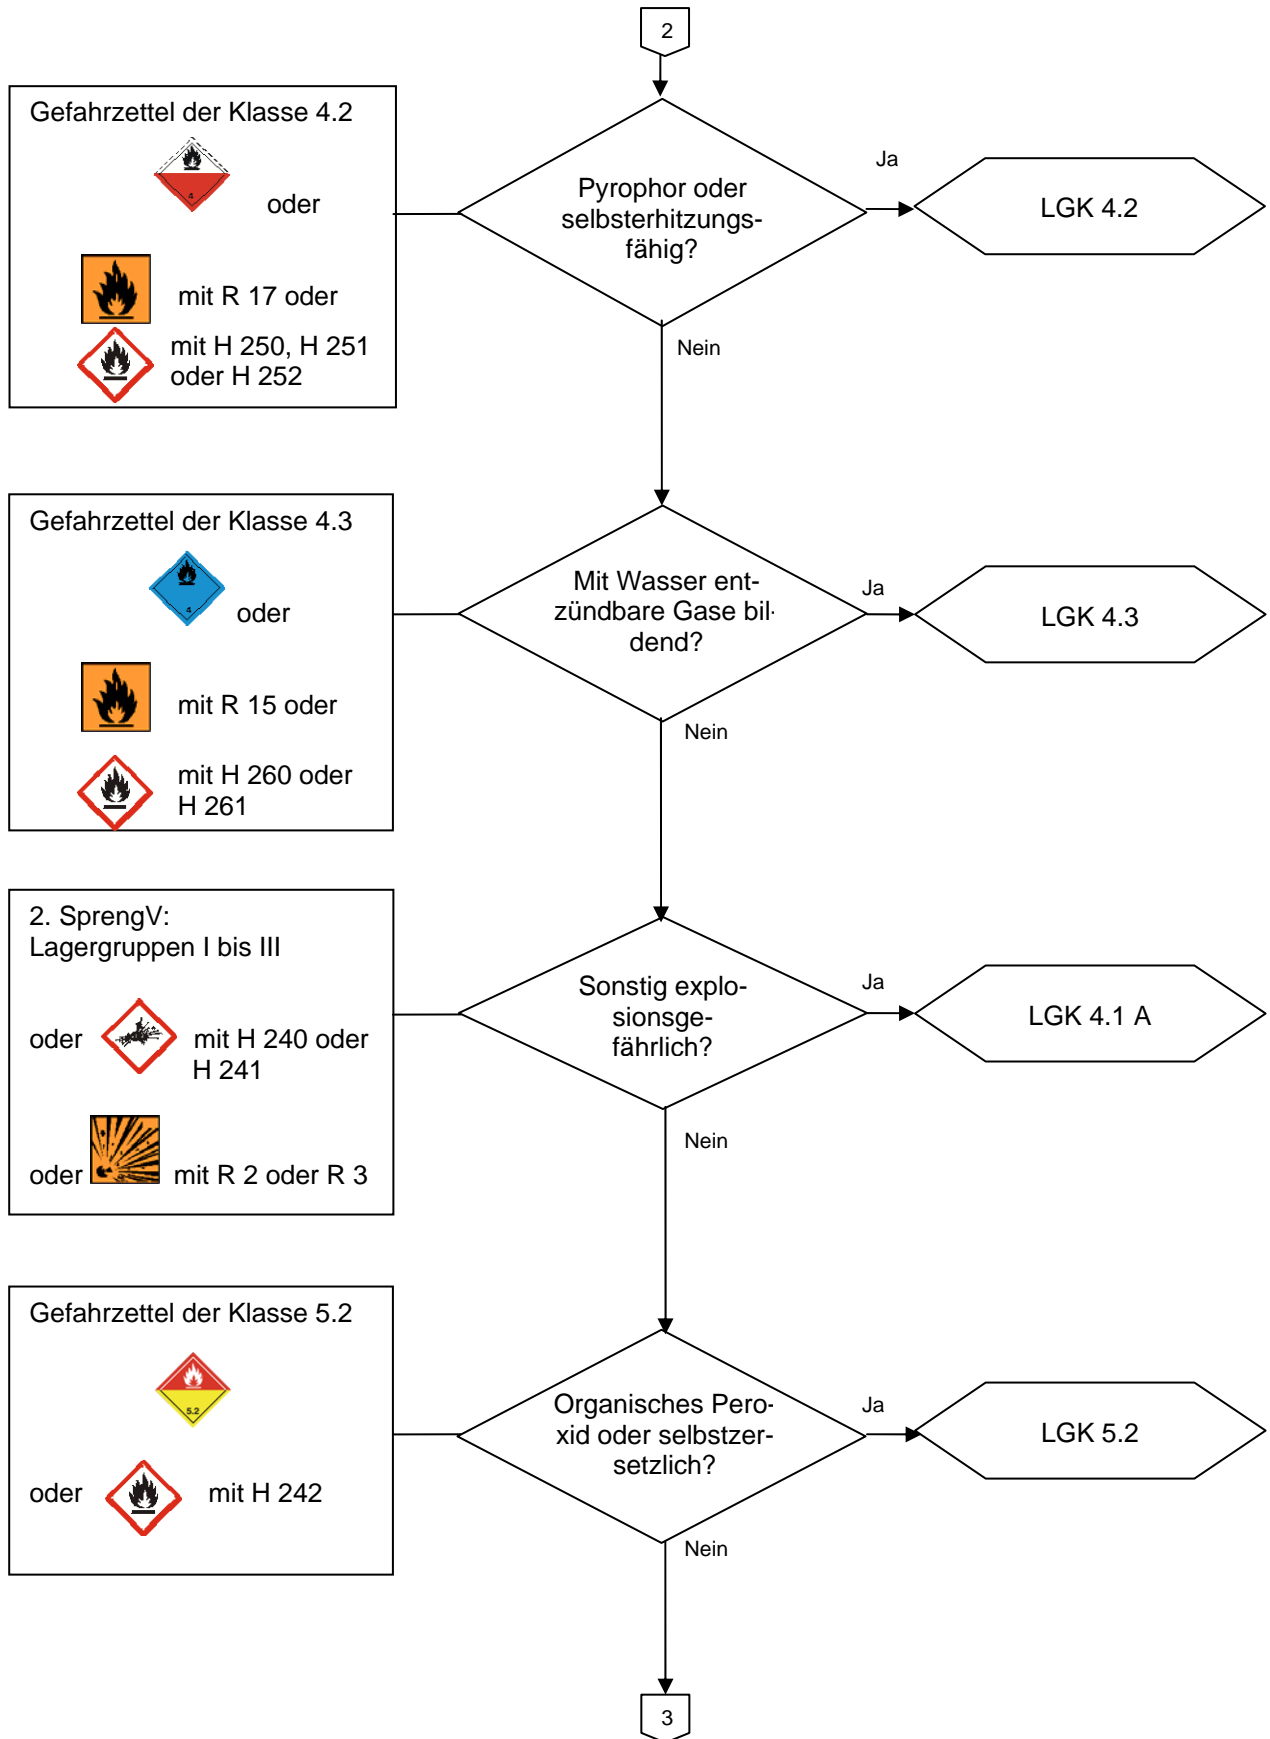 2
Gefahrzettel der Klasse 4.2
4
oder
mit R 17 oder
mit H 250, H 251
oder H 252
Pyrophor oder
selbsterhitzungs-
fähig?
Ja
LGK 4.2
Nein
Gefahrzettel der Klasse 4.3
4
oder
mit R 15 oder
mit H 260 oder
H 261
Mit Wasser ent-
zündbare Gase bil-
dend?
Ja
LGK 4.3
Nein
2. SprengV:
Lagergruppen I bis III
oder mit H 240 oder
H 241
oder mit R 2 oder R 3
Sonstig explo-
sionsge-
fährlich?
Ja
LGK 4.1 A
Nein
Gefahrzettel der Klasse 5.2
5.2
oder mit H 242
Organisches Pero-
xid oder selbstzer-
setzlich?
Ja
LGK 5.2
Nein
3